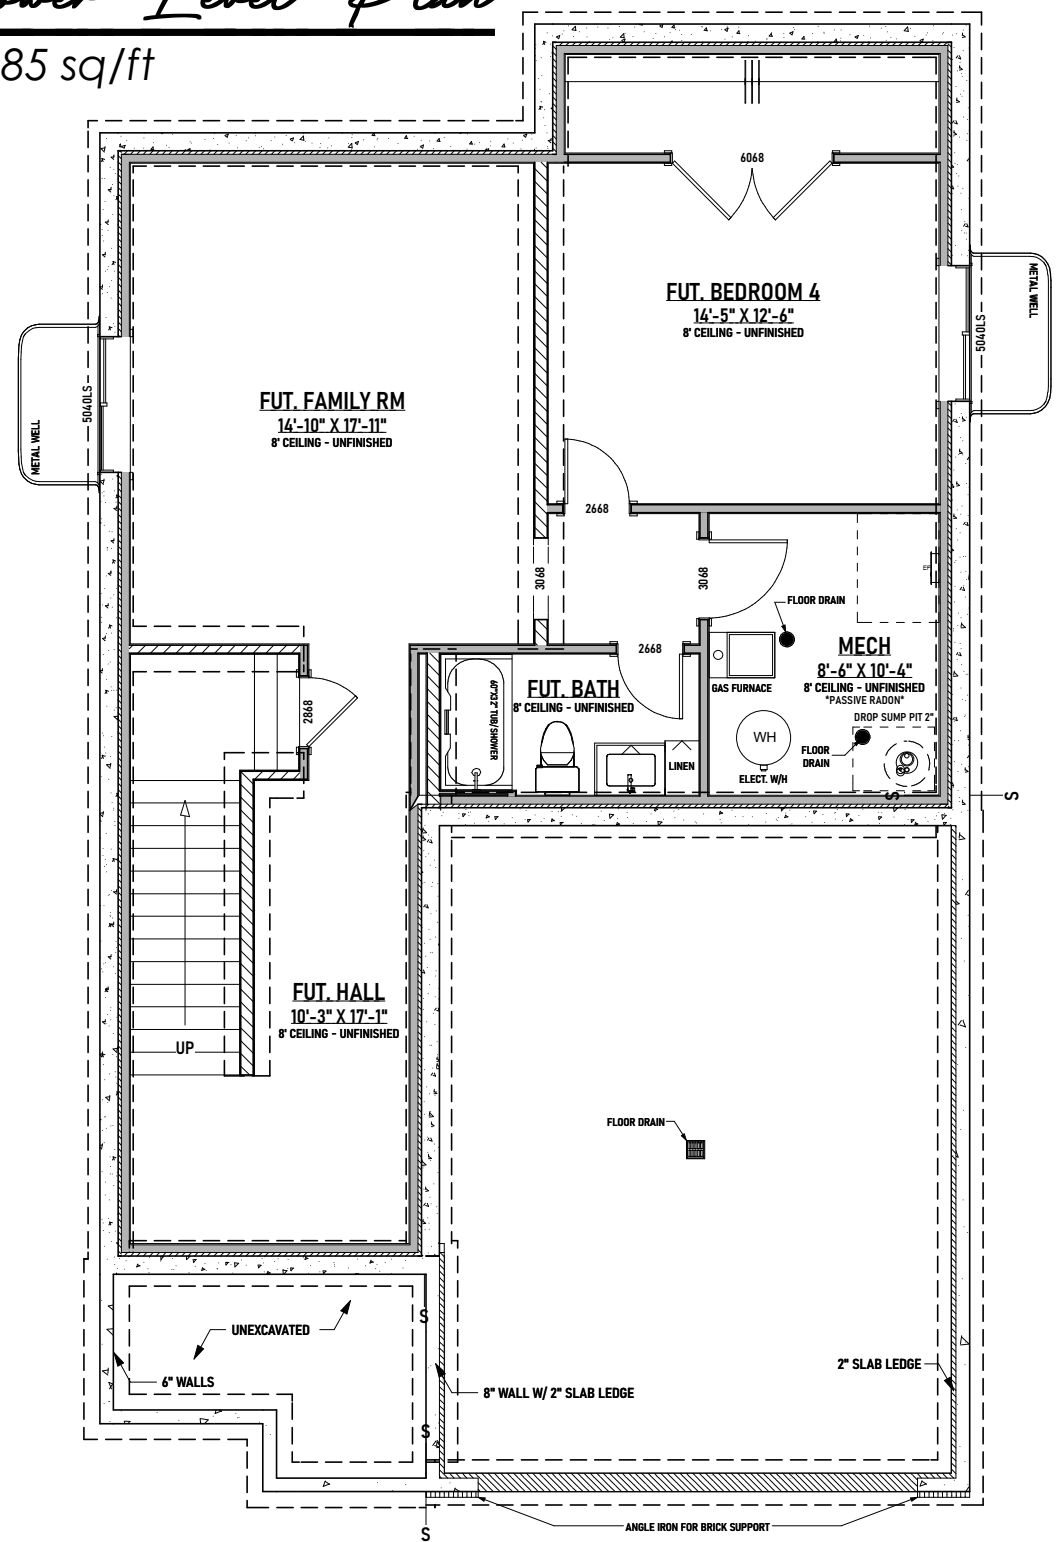 Level Plan
85 sq/ft
6068
METAL WELL
5040LS
FUT. BEDROOM 4
14'-5" X 12'-6"
8' CEILING - UNFINISHED
FUT. FAMILY RM
14'-10" X 17'-11"
8' CEILING - UNFINISHED
5040LS
METAL WELL
2668
3068
3068
FLOOR DRAIN
2668
MECH
8'-6" X 10'-4"
8' CEILING - UNFINISHED
*PASSIVE RADON*
DROP SUMP PIT 2"
GAS FURNACE
FUT. BATH
8' CEILING - UNFINISHED
60"X32" TUB/SHOWER
2868
WH
FLOOR
DRAIN
LINEN
ELECT. W/H
S
S
FUT. HALL
10'-3" X 17'-1"
8' CEILING - UNFINISHED
UP
FLOOR DRAIN
S
UNEXCAVATED
2" SLAB LEDGE
6" WALLS
8" WALL W/ 2" SLAB LEDGE
S
ANGLE IRON FOR BRICK SUPPORT
S